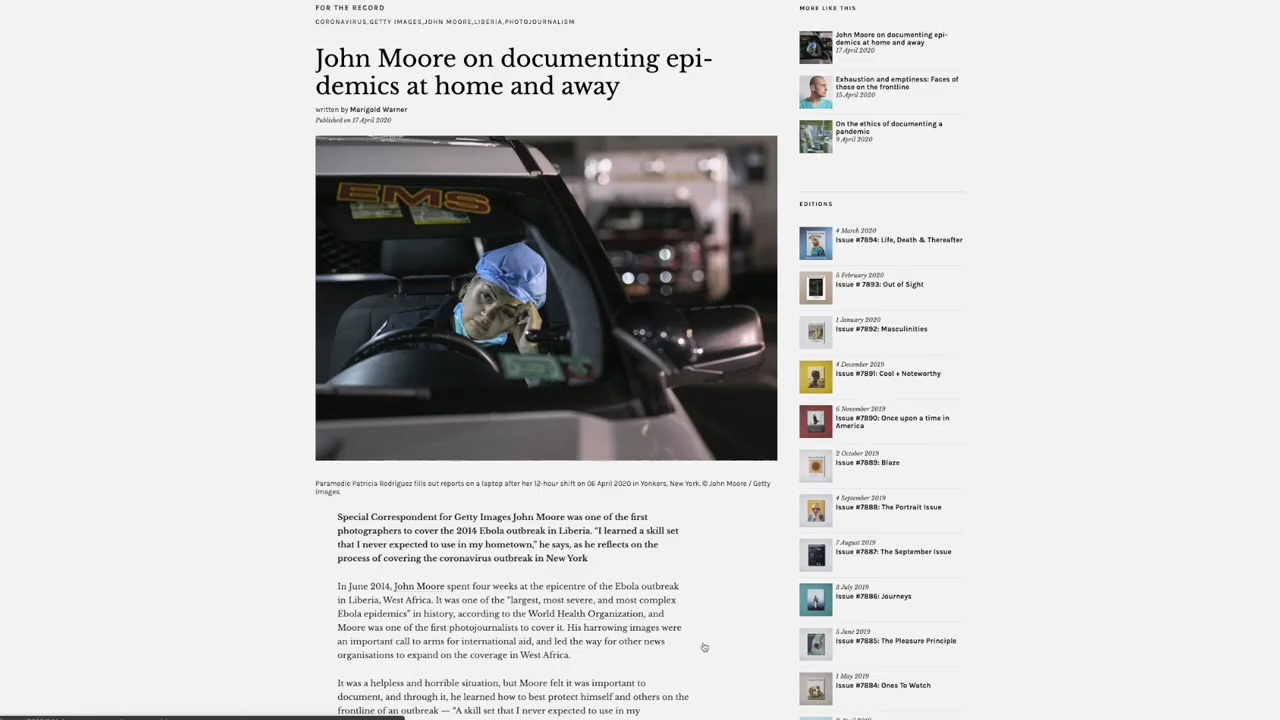 FOR THE RECORD
CORONAVIRUS,GETTY IMAGES,JOHN MOORE,LIBERIA,PHOTOJOURNALISM
John Moore on documenting epi-
demics at home and away
written by Marigold Warner
Published on 17 April 2020
EMS
Paramedic Patricia Rodriguez fills out reports on a laptop after her 12-hour shift on 06 April 2020 in Yonkers, New York. © John Moore / Getty
Images.
Special Correspondent for Getty Images John Moore was one of the first
photographers to cover the 2014 Ebola outbreak in Liberia. “I learned a skill set
that I never expected to use in my hometown,” he says, as he reflects on the
process of covering the coronavirus outbreak in New York
In June 2014, John Moore spent four weeks at the epicentre of the Ebola outbreak
in Liberia, West Africa. It was one of the “largest, most severe, and most complex
Ebola epidemics” in history, according to the World Health Organization, and
Moore was one of the first photojournalists to cover it. His harrowing images were
an important call to arms for international aid, and led the way for other news
organisations to expand on the coverage in West Africa.
It was a helpless and horrible situation, but Moore felt it was important to
document, and through it, he learned how to best protect himself and others on the
frontline of an outbreak — “A skill set that I never expected to use in my
MORE LIKE THIS
John Moore on documenting epi-
demics at home and away
17 April 2020
Exhaustion and emptiness: Faces of
those on the frontline
15 April 2020
On the ethics of documenting a
pandemic
9 April 2020
EDITIONS
4 March 2020
Issue #7894: Life, Death & Thereafter
5 February 2020
Issue # 7893: Out of Sight
1 January 2020
Issue #7892: Masculinities
4 December 2019
Issue #7891: Cool + Noteworthy
6 November 2019
Issue #7890: Once upon a time in
America
2 October 2019
Issue #7889: Blaze
4 September 2019
Issue #7888: The Portrait Issue
7 August 2019
Issue #7887: The September Issue
3 July 2019
Issue #7886: Journeys
5 June 2019
Issue #7885: The Pleasure Principle
1 May 2019
Issue #7884: Ones To Watch